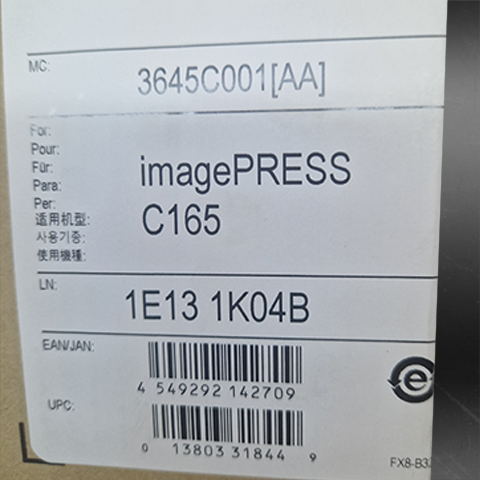 MC:
3645C001[AA]
For:
Pour:
Für:
Para:
Per:
适用机型:
사용기종:
使用機種:
imagePRESS
C165
LN:
1E13 1K04B
EAN/JAN:
4 549292 142709
UPC:
0 13803 31844 9
e